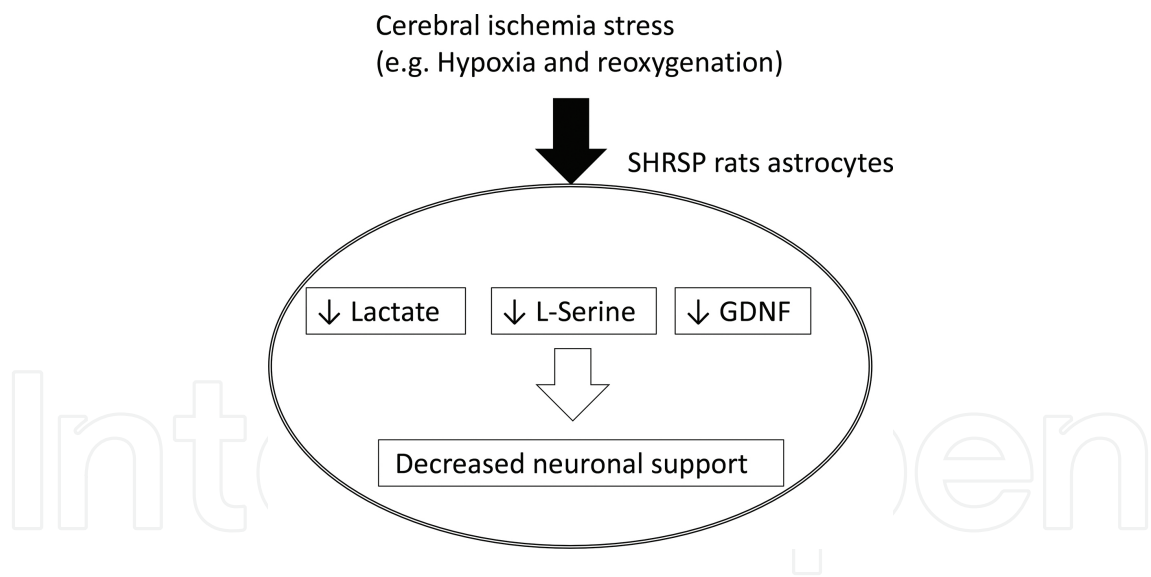 Cerebral ischemia stress
(e.g. Hypoxia and reoxygenation)
SHRSP rats astrocytes
↓ Lactate
↓ L-Serine
↓ GDNF
Decreased neuronal support